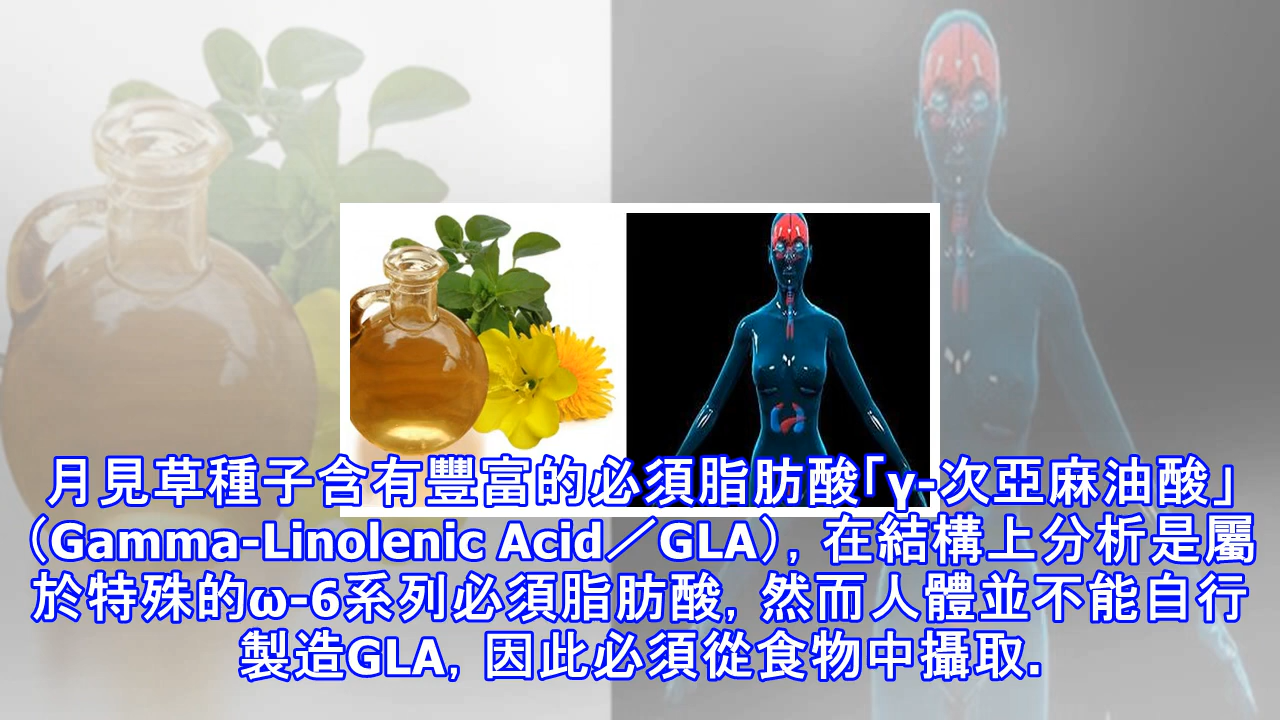 月見草種子含有豐富的必須脂肪酸「γ-次亞麻油酸」
（Gamma-Linolenic Acid／GLA），在結構上分析是屬
於特殊的ω-6系列必須脂肪酸，然而人體並不能自行
製造GLA，因此必須從食物中攝取.